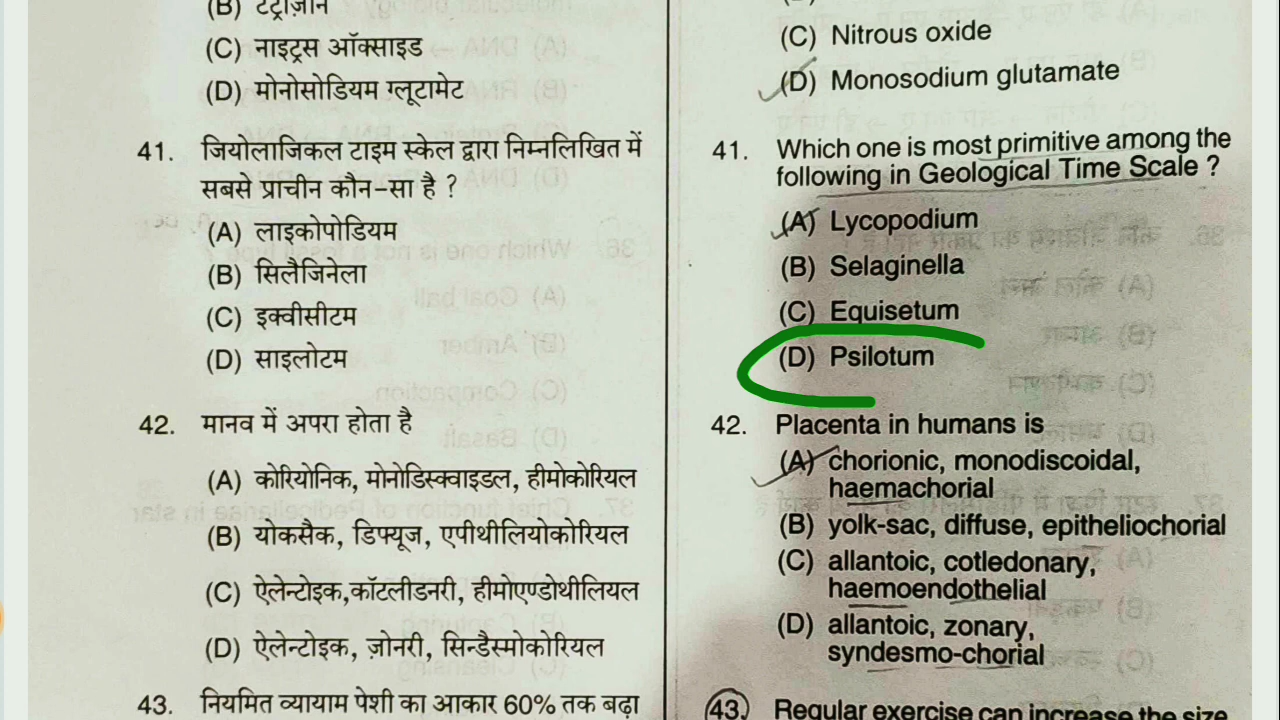 (B) टेट्राज़ीन
(C) नाइट्रस ऑक्साइड
(D) मोनोसोडियम ग्लूटामेट
41. जियोलाजिकल टाइम स्केल द्वारा निम्नलिखित में
सबसे प्राचीन कौन-सा है ?
(A) लाइकोपोडियम
(B) सिलैजिनेला
(C) इक्वीसीटम
(D) साइलोटम
42. मानव में अपरा होता है
(A) कोरियोनिक, मोनोडिस्क्वाइडल, हीमोकोरियल
(B) योकसैक, डिफ्यूज, एपीथीलियोकोरियल
(C) ऐलेन्टोइक,कॉटलीडनरी, हीमोएण्डोथीलियल
(D) ऐलेन्टोइक, ज़ोनरी, सिन्डैस्मोकोरियल
43. नियमित व्यायाम पेशी का आकार 60% तक बढ़ा
(C) Nitrous oxide
(D) Monosodium glutamate
41. Which one is most primitive among the
following in Geological Time Scale ?
(A) Lycopodium
(B) Selaginella
(C) Equisetum
(D) Psilotum
42. Placenta in humans is
(A) chorionic, monodiscoidal,
haemachorial
(B) yolk-sac, diffuse, epitheliochorial
(C) allantoic, cotledonary,
haemoendothelial
(D) allantoic, zonary,
syndesmo-chorial
43. Regular exercise can increase the size